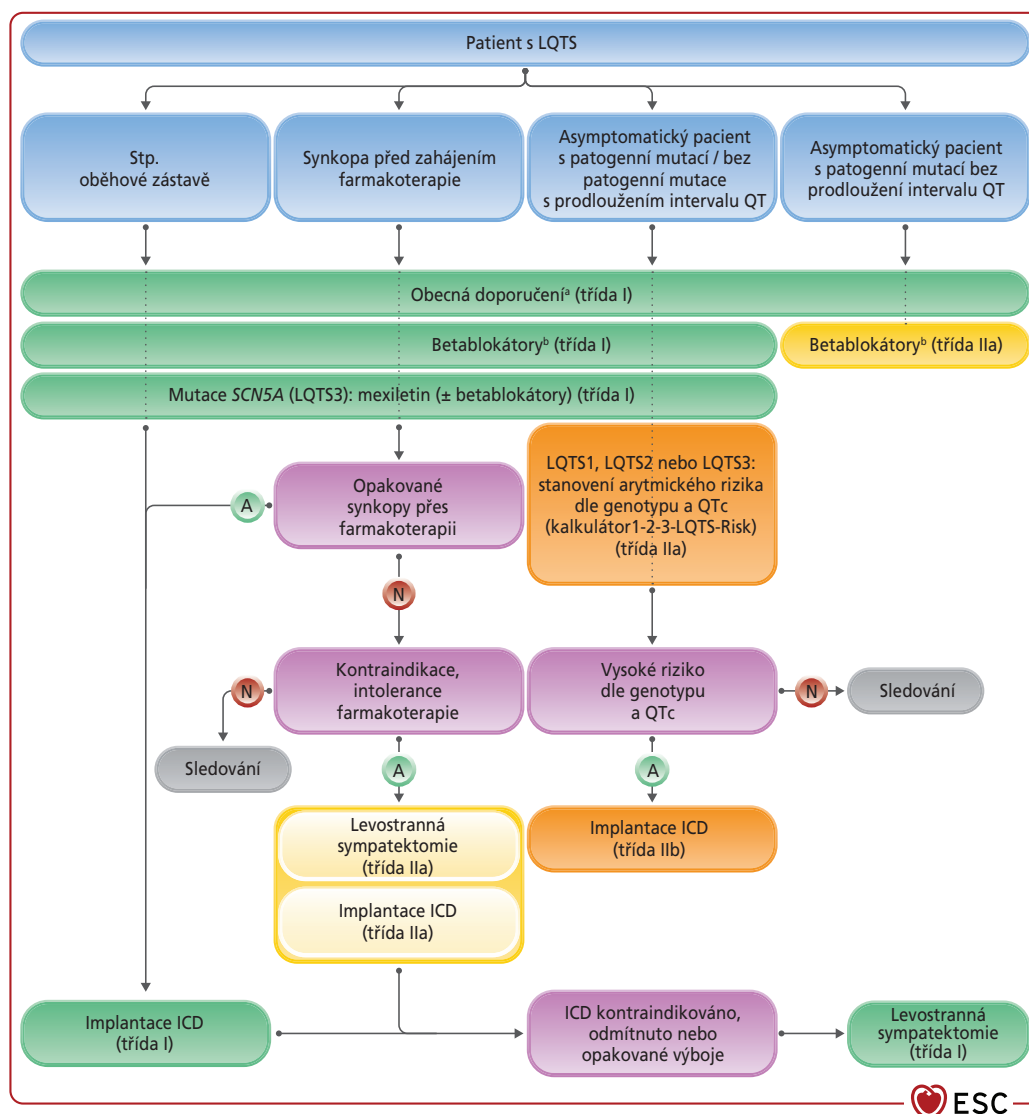 Patient s LQTS
Stp.
oběhové zástavě
Synkopa před zahájením
farmakoterapie
Asymptomatický pacient
s patogenní mutací / bez
patogenní mutace
s prodloužením intervalu QT
Asymptomatický pacient
s patogenní mutací bez
prodloužení intervalu QT
Obecná doporučeníᵃ (třída I)
Betablokátoryᵇ (třída I)
Betablokátoryᵇ (třída IIa)
Mutace SCN5A (LQTS3): mexiletin (± betablokátory) (třída I)
LQTS1, LQTS2 nebo LQTS3:
stanovení arytmického rizika
dle genotypu a QTc
(kalkulátor1-2-3-LQTS-Risk)
(třída IIa)
A
Opakované
synkopy přes
farmakoterapii
N
Kontraindikace,
intolerance
farmakoterapie
N
Sledování
Vysoké riziko
dle genotypu
a QTc
N
Sledování
A
A
Levostranná
sympatektomie
(třída IIa)
Implantace ICD
(třída IIa)
Implantace ICD
(třída IIb)
Implantace ICD
(třída I)
ICD kontraindikováno,
odmítnuto nebo
opakované výboje
Levostranná
sympatektomie
(třída I)
ESC